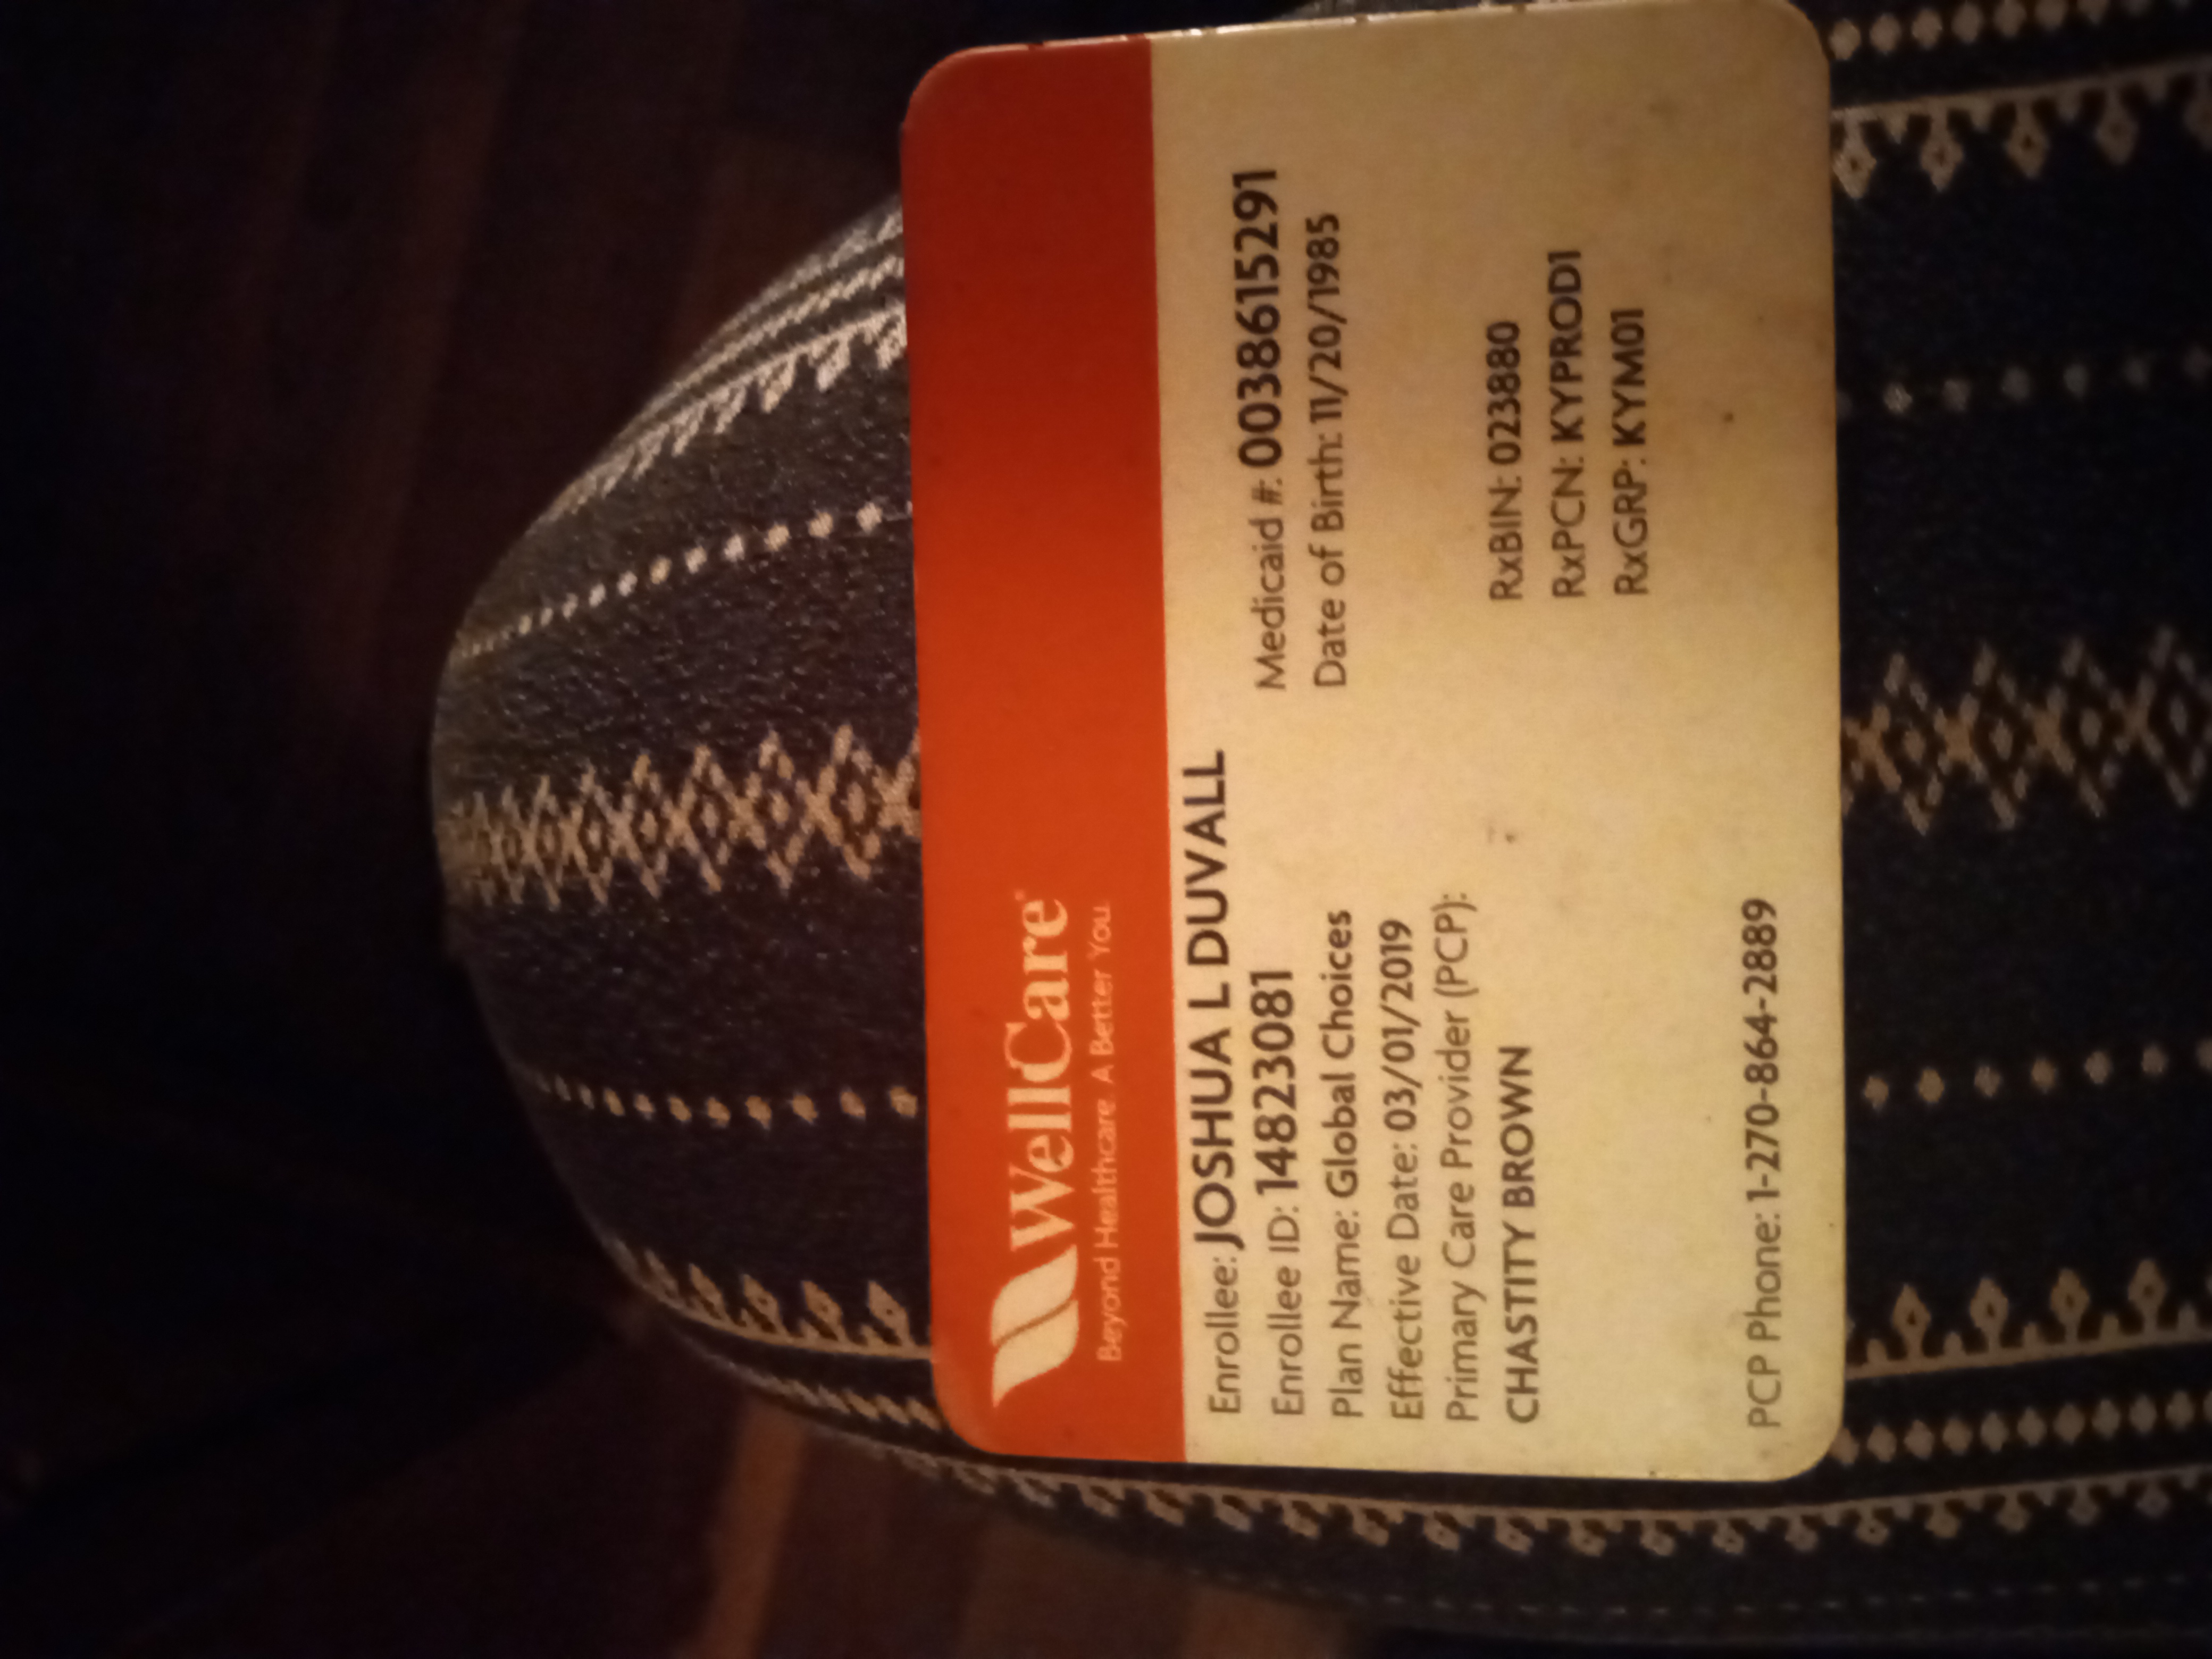 WellCare
Beyond Healthcare. A Better You.
Enrollee: JOSHUA L DUVALL
Enrollee ID: 14823081
Medicaid #: 0038615291
Plan Name: Global Choices
Date of Birth: 11/20/1985
Effective Date: 03/01/2019
Primary Care Provider (PCP):
CHASTITY BROWN
RxBIN: 023880
RxPCN: KYPROD1
RxGRP: KYM01
PCP Phone: 1-270-864-2889